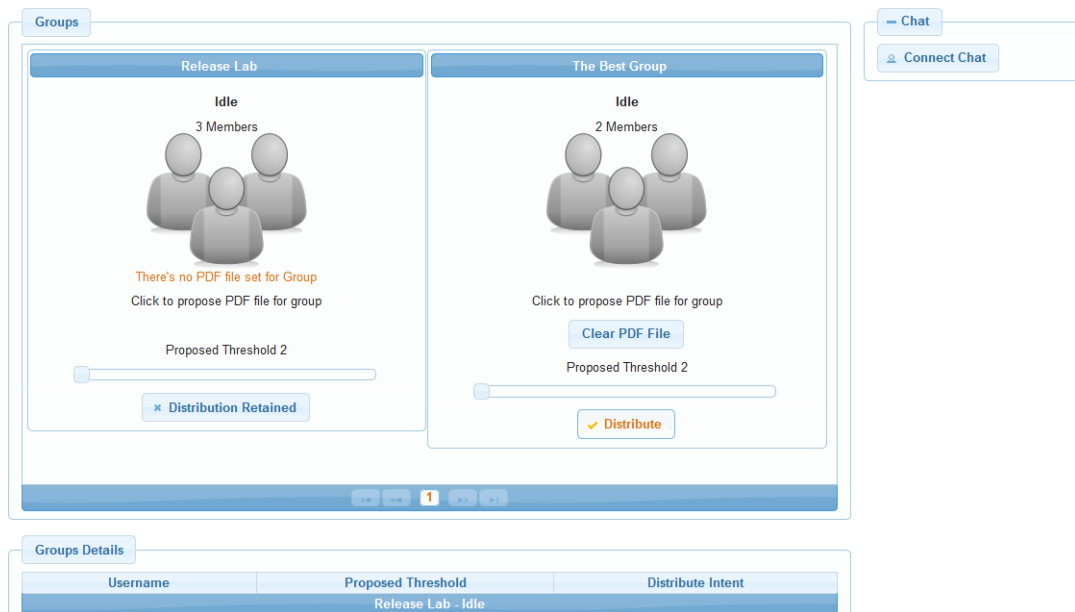 Groups
Release Lab
Idle
3 Members
There's no PDF file set for Group
Click to propose PDF file for group
Proposed Threshold 2
Distribution Retained
The Best Group
Idle
2 Members
Click to propose PDF file for group
Clear PDF File
Proposed Threshold 2
Distribute
1
Chat
Connect Chat
Groups Details
Username Proposed Threshold Distribute Intent
Release Lab - Idle